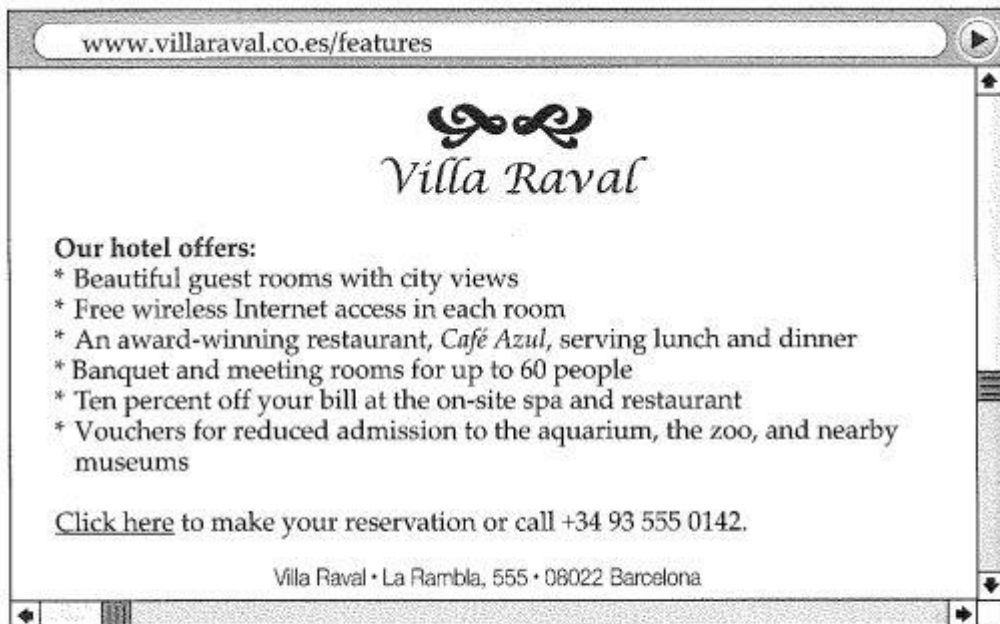 www.villaraval.co.es/features
Villa Raval
Our hotel offers:
* Beautiful guest rooms with city views
* Free wireless Internet access in each room
* An award-winning restaurant, Café Azul, serving lunch and dinner
* Banquet and meeting rooms for up to 60 people
* Ten percent off your bill at the on-site spa and restaurant
* Vouchers for reduced admission to the aquarium, the zoo, and nearby
museums
Click here to make your reservation or call +34 93 555 0142.
Villa Raval • La Rambla, 555 • 08022 Barcelona